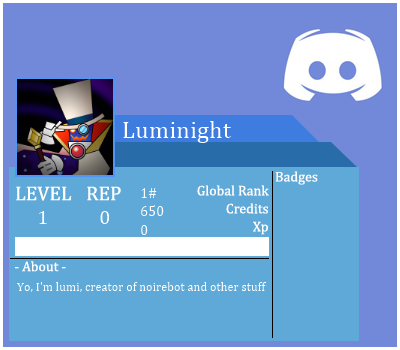 Luminight
LEVEL REP
1 0
1# Global Rank
650 Credits
0 Xp
Badges
- About -
Yo, I'm lumi, creator of noirebot and other stuff